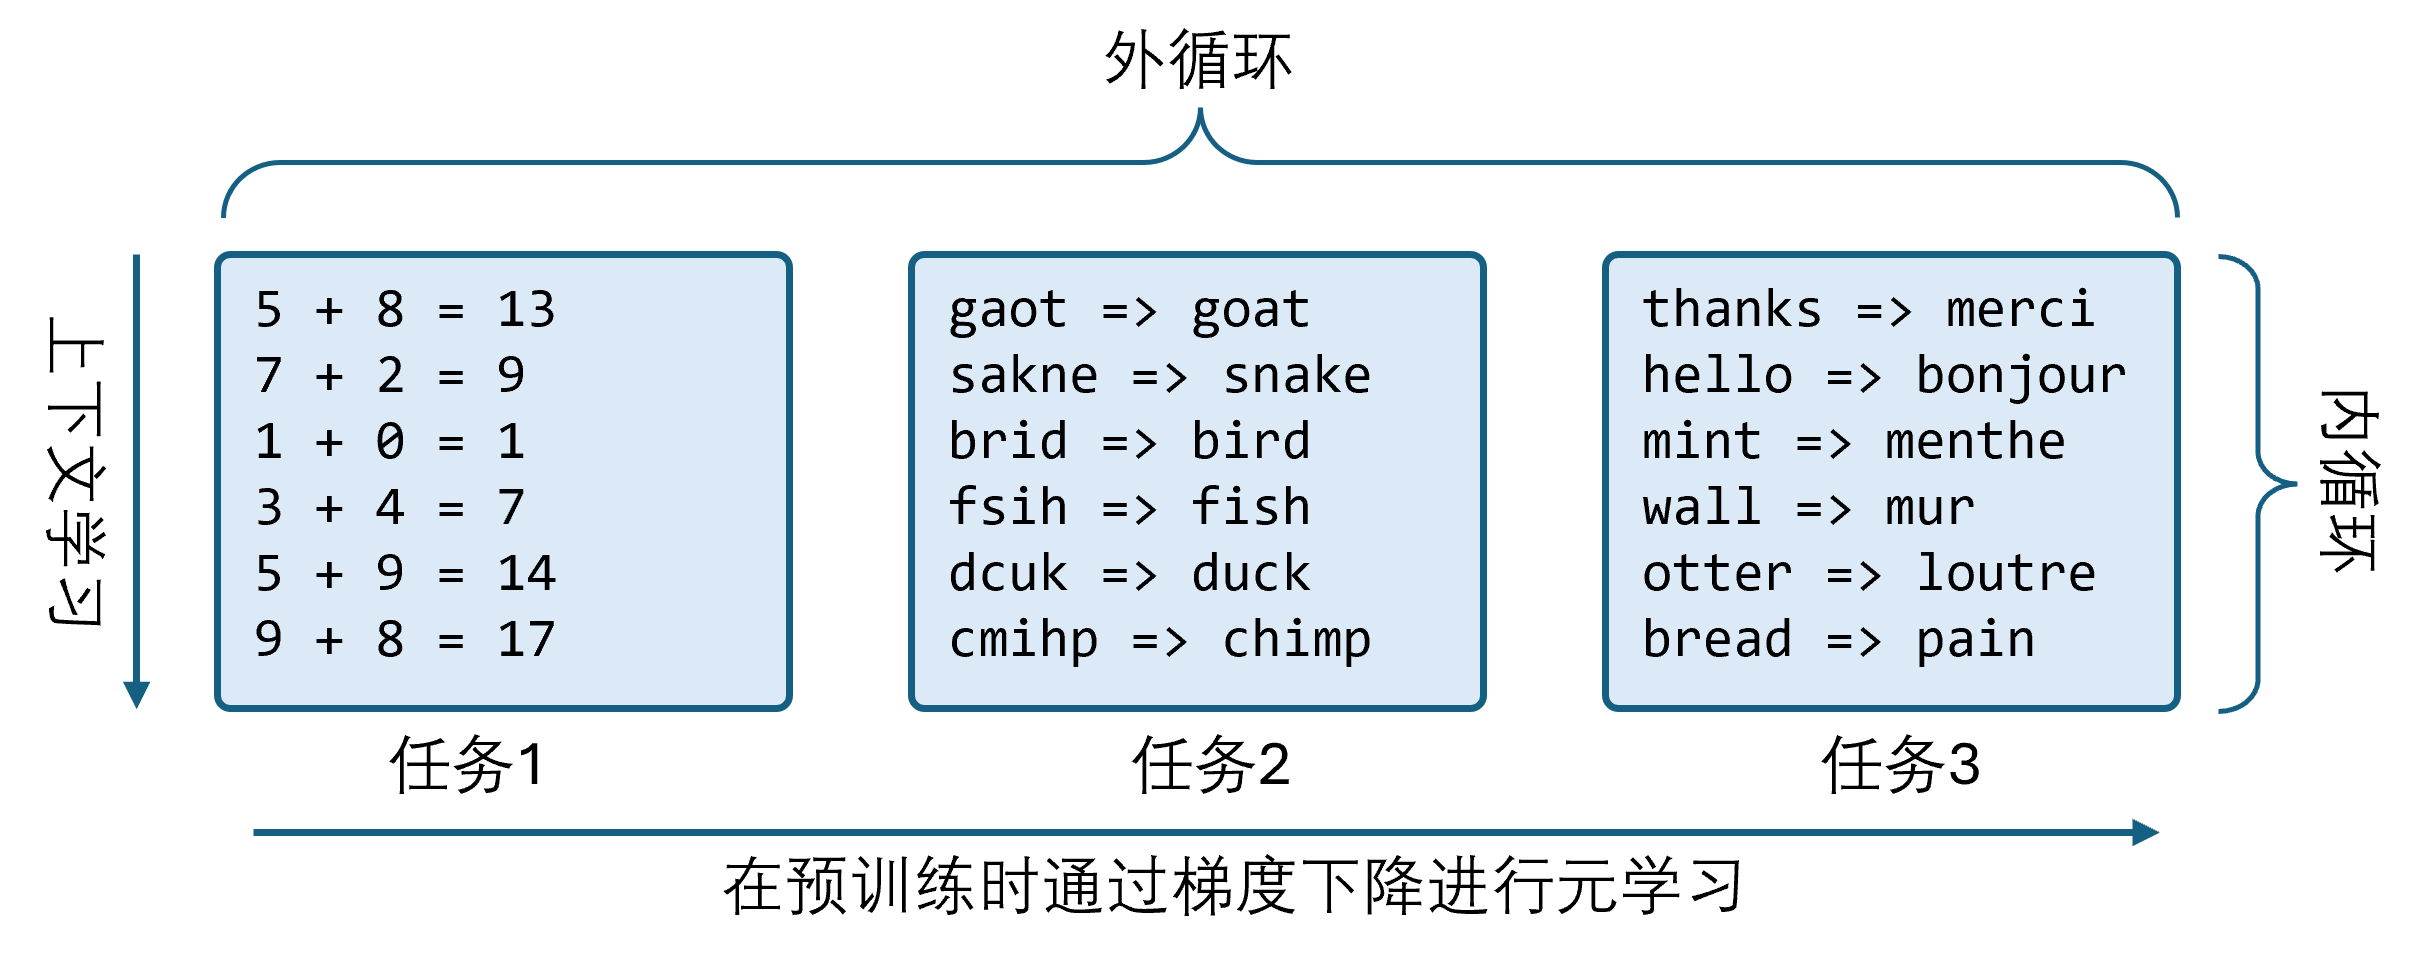 外循环
上下文学习
5 + 8 = 13
7 + 2 = 9
1 + 0 = 1
3 + 4 = 7
5 + 9 = 14
9 + 8 = 17
任务1
gaot => goat
sakne => snake
brid => bird
fsih => fish
dcuk => duck
cmihp => chimp
任务2
thanks => merci
hello => bonjour
mint => menthe
wall => mur
otter => loutre
bread => pain
任务3
内循环
在预训练时通过梯度下降进行元学习